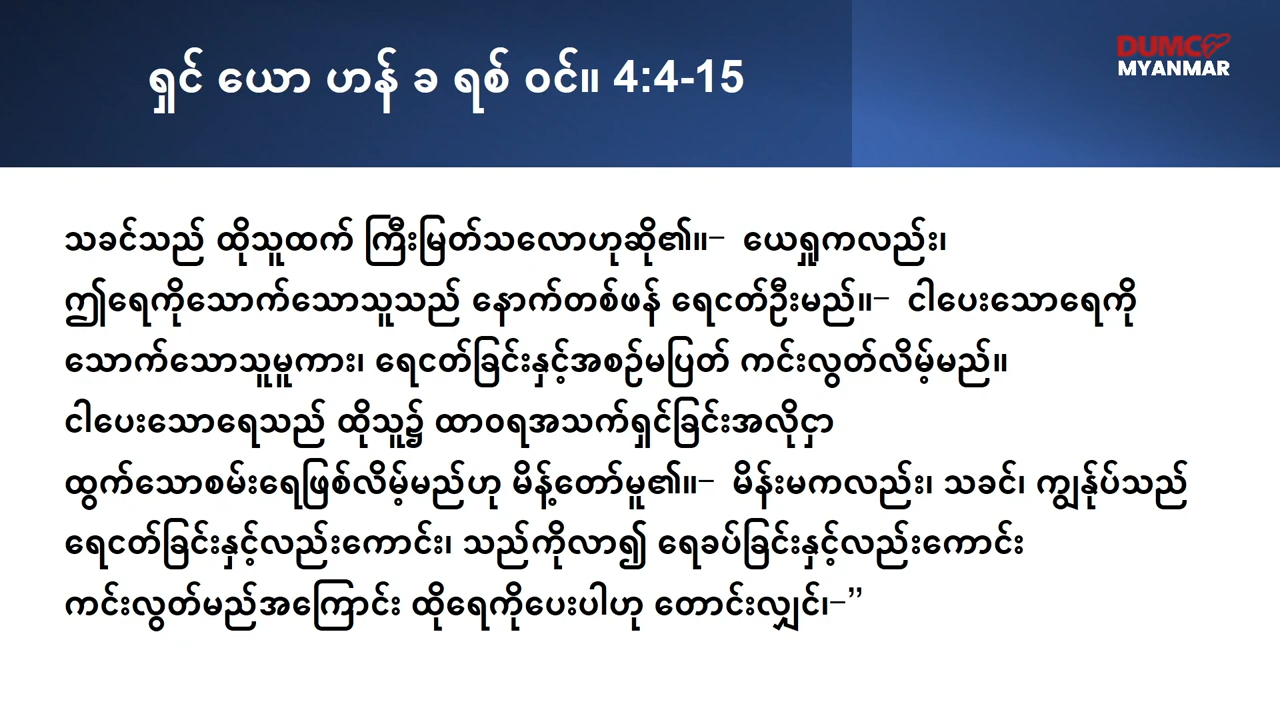 ရှင် ယော ဟန် ခ ရစ် ဝင်။ 4:4-15
DUMC
MYANMAR
သခင်သည် ထိုသူထက် ကြီးမြတ်သလောဟုဆို၏။– ယေရှုကလည်း၊
ဤရေကိုသောက်သောသူသည် နောက်တစ်ဖန် ရေငတ်ဦးမည်။– ငါပေးသောရေကို
သောက်သောသူမူကား၊ ရေငတ်ခြင်းနှင့်အစဉ်မပြတ် ကင်းလွတ်လိမ့်မည်။
ငါပေးသောရေသည် ထိုသူ၌ ထာဝရအသက်ရှင်ခြင်းအလိုငှာ
ထွက်သောစမ်းရေဖြစ်လိမ့်မည်ဟု မိန့်တော်မူ၏။– မိန်းမကလည်း၊ သခင်၊ ကျွန်ုပ်သည်
ရေငတ်ခြင်းနှင့်လည်းကောင်း၊ သည်ကိုလာ၍ ရေခပ်ခြင်းနှင့်လည်းကောင်း
ကင်းလွတ်မည်အကြောင်း ထိုရေကိုပေးပါဟု တောင်းလျှင်၊–”